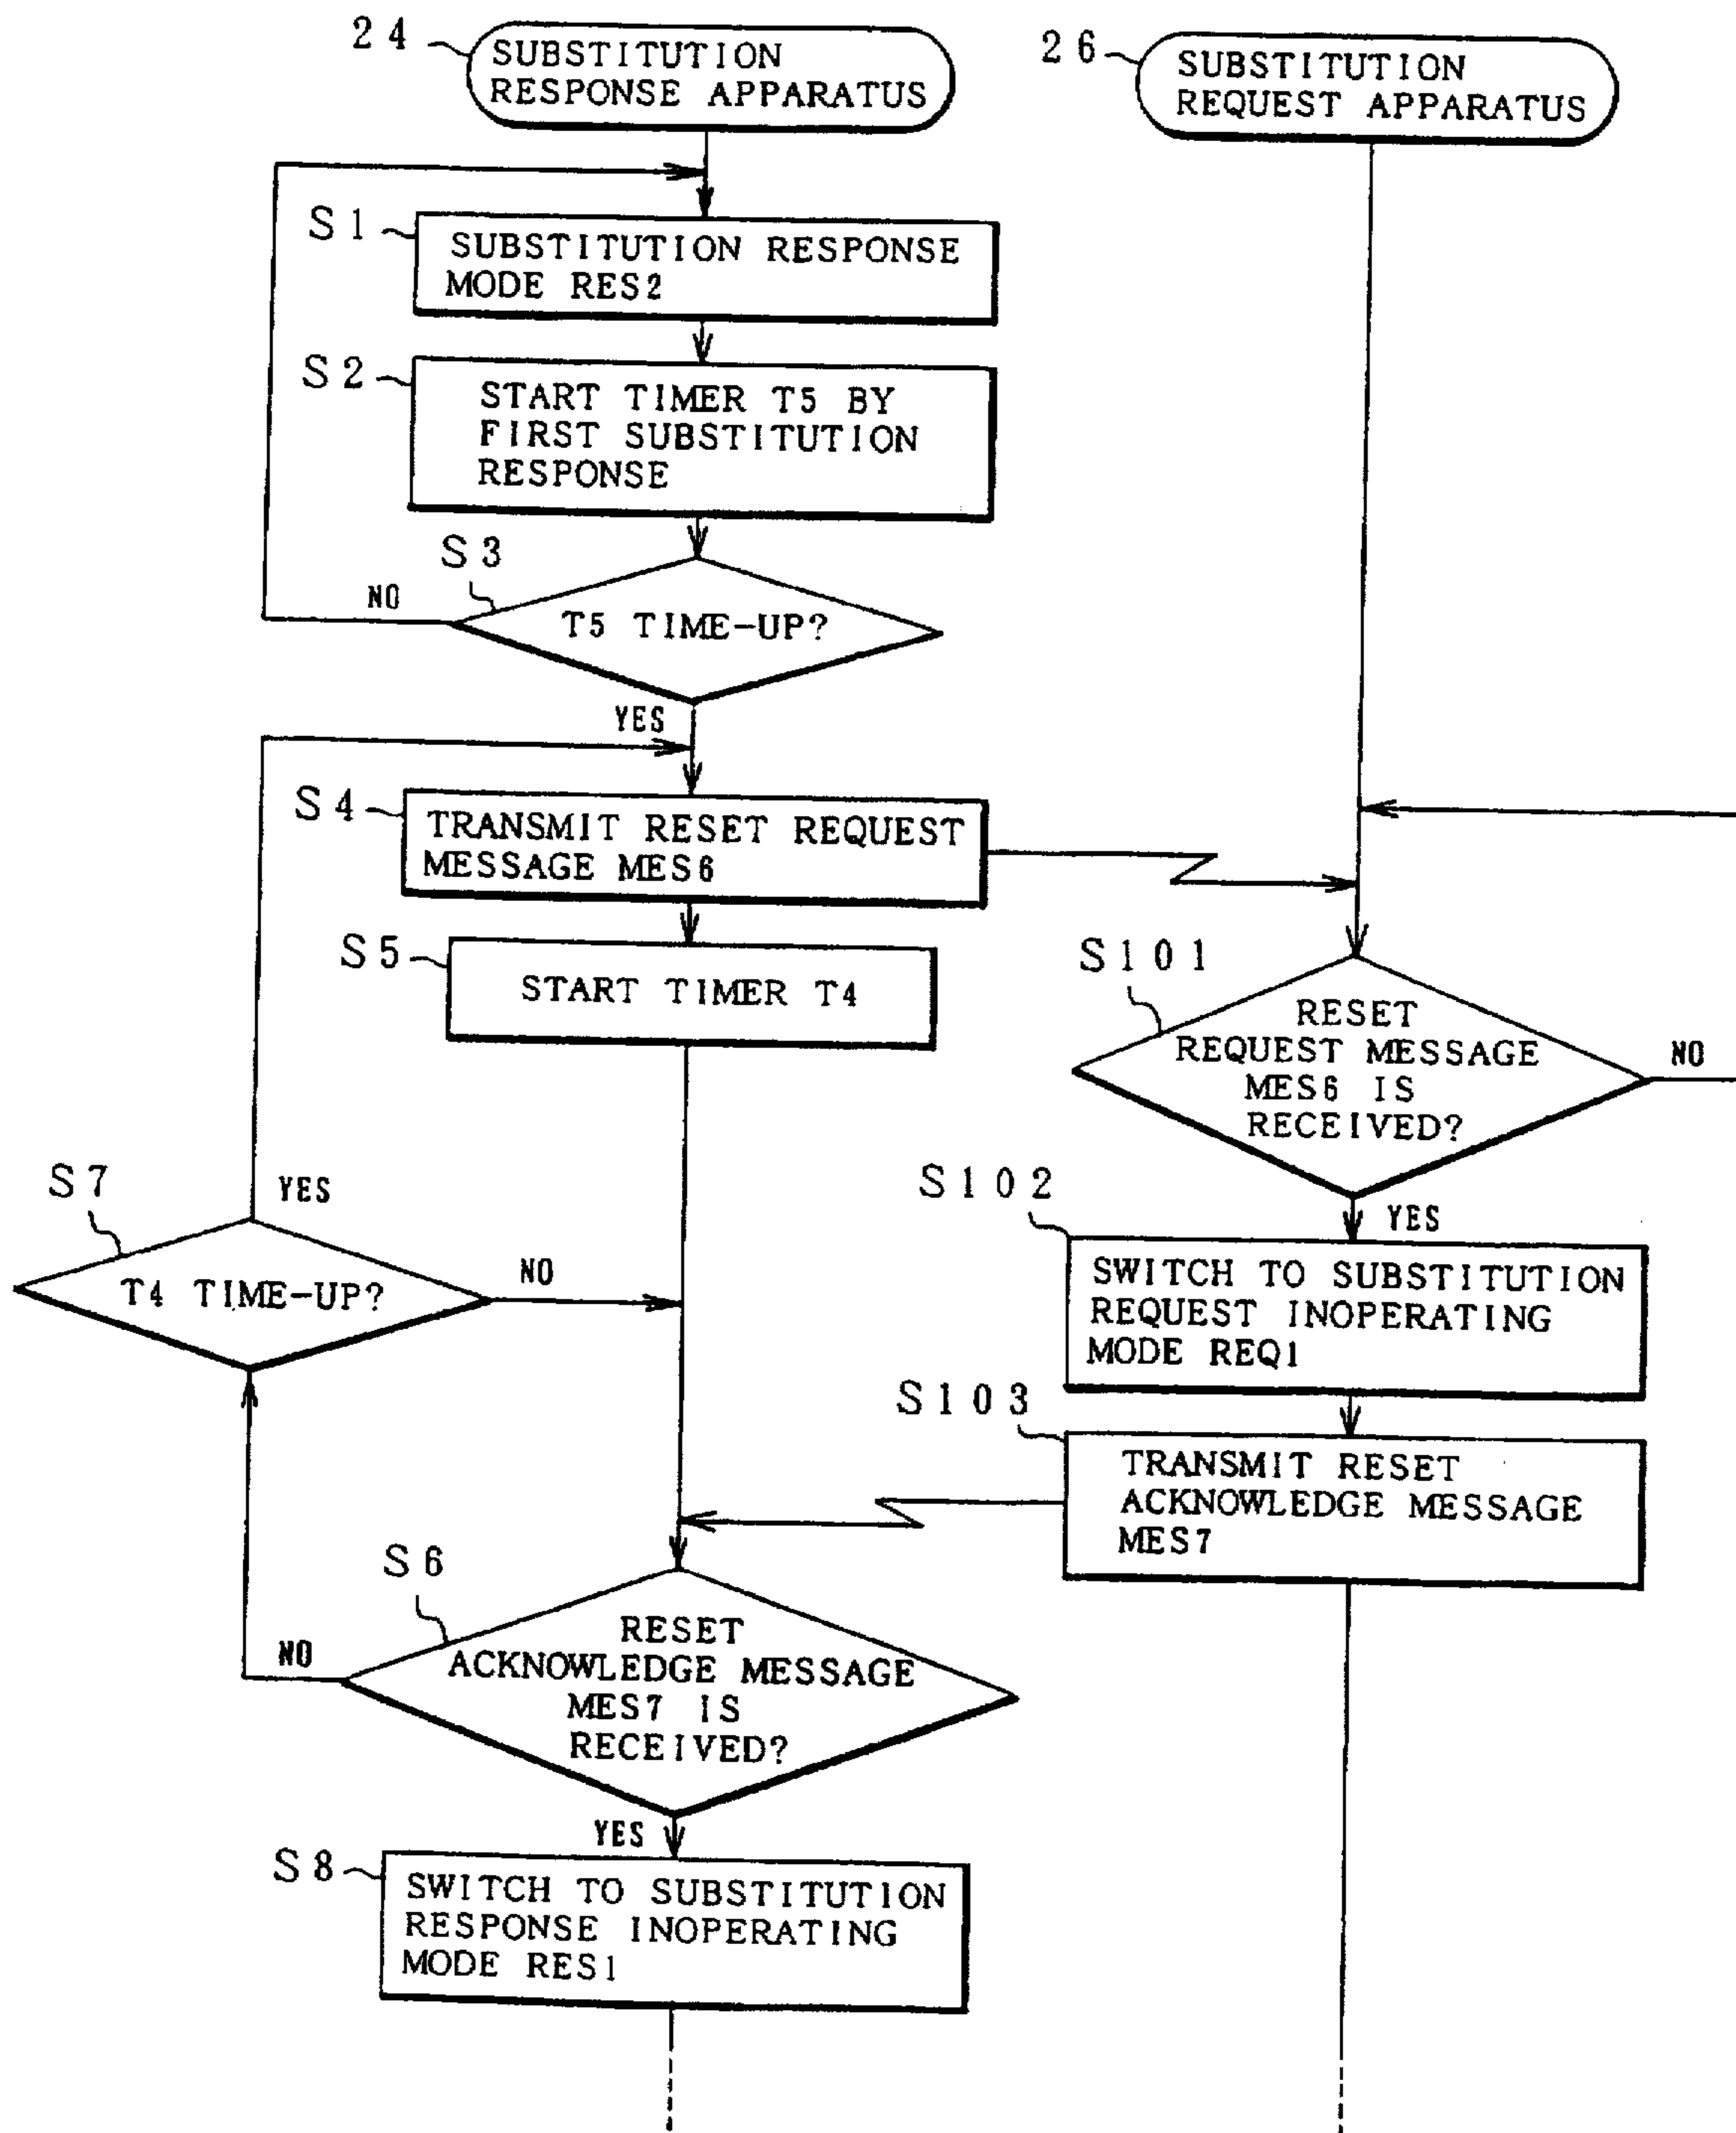 24
SUBSTITUTION
RESPONSE APPARATUS
26
SUBSTITUTION
REQUEST APPARATUS
S1
SUBSTITUTION RESPONSE
MODE RES2
S2
START TIMER T5 BY
FIRST SUBSTITUTION
RESPONSE
S3
NO
T5 TIME-UP?
YES
S4
TRANSMIT RESET REQUEST
MESSAGE MES6
S5
START TIMER T4
S101
RESET
REQUEST MESSAGE
MES6 IS
RECEIVED?
NO
YES
S7
YES
T4 TIME-UP?
NO
S102
SWITCH TO SUBSTITUTION
REQUEST INOPERATING
MODE REQ1
S103
TRANSMIT RESET
ACKNOWLEDGE MESSAGE
MES7
S6
NO
RESET
ACKNOWLEDGE MESSAGE
MES7 IS
RECEIVED?
YES
S8
SWITCH TO SUBSTITUTION
RESPONSE INOPERATING
MODE RES1